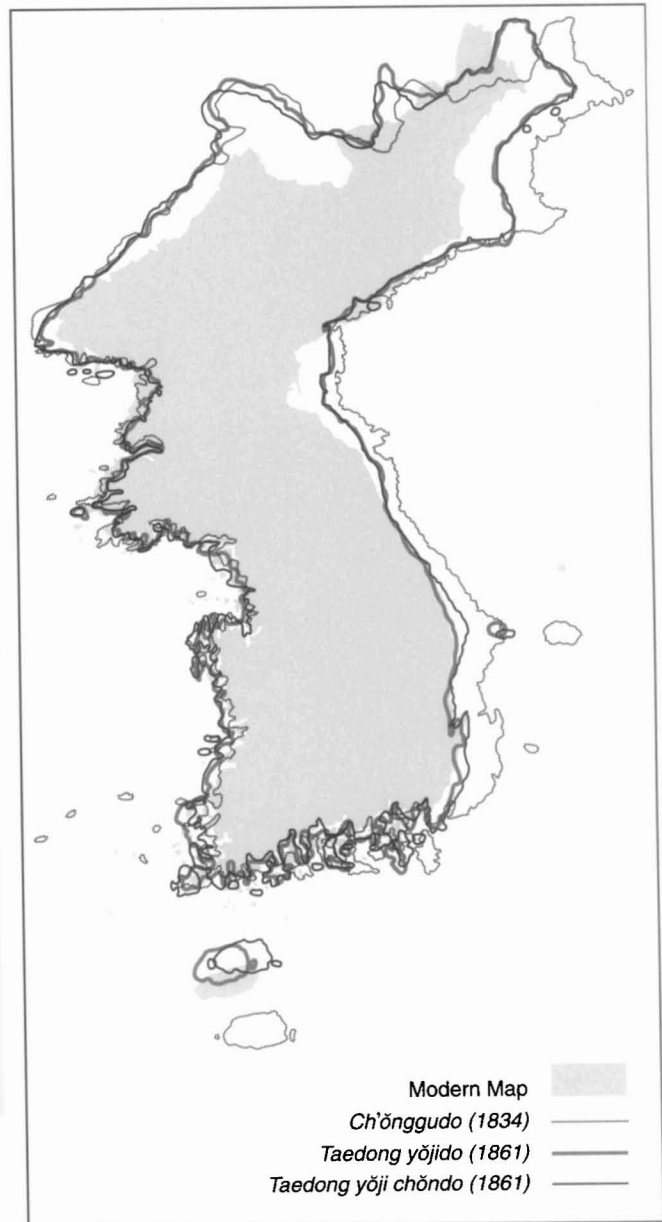 Modern Map
Ch'ŏnggudo (1834)
Taedong yŏjido (1861)
Taedong yŏji chŏndo (1861)